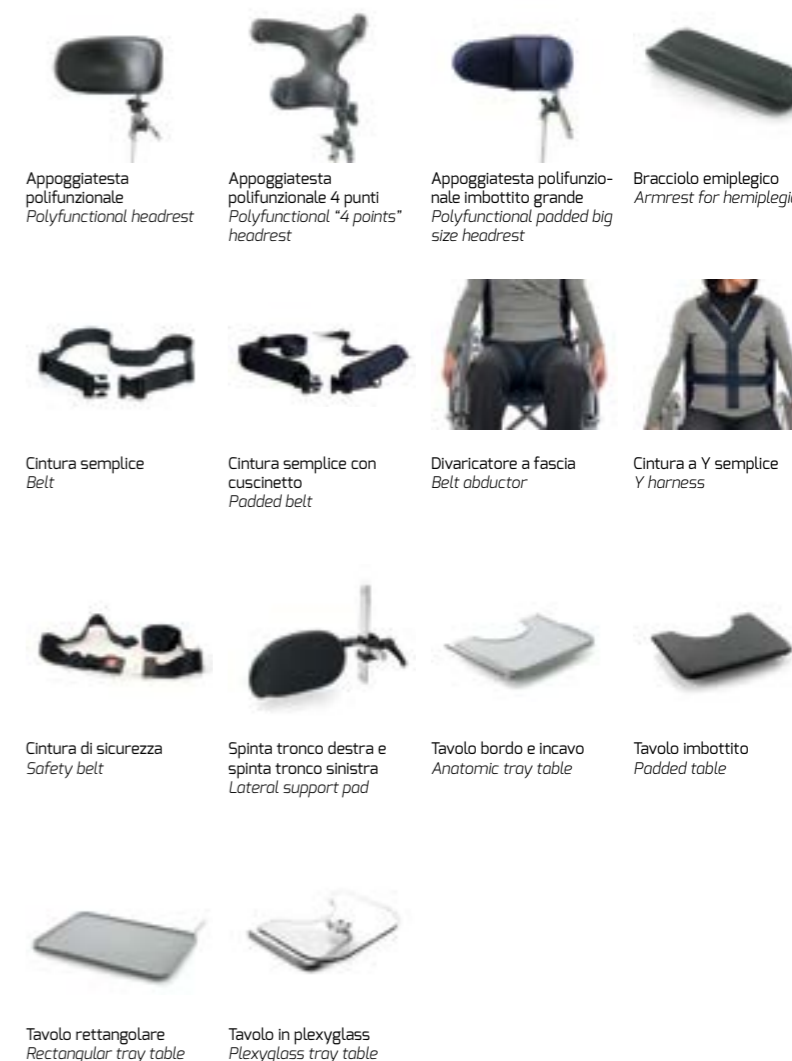 Appoggiatesta
polifunzionale
Polyfunctional headrest
Appoggiatesta
polifunzionale 4 punti
Polyfunctional “4 points”
headrest
Appoggiatesta polifunzio-
nale imbottito grande
Polyfunctional padded big
size headrest
Bracciolo emiplegico
Armrest for
Cintura semplice
Belt
Cintura semplice con
cuscinetto
Padded belt
Divaricatore a fascia
Belt abductor
Cintura a Y semplice
Y harness
Cintura di sicurezza
Safety belt
Spinta tronco destra e
spinta tronco sinistra
Lateral support pad
Tavolo bordo e incavo
Anatomic tray table
Tavolo imbottito
Padded table
Tavolo rettangolare
Rectangular tray table
Tavolo in plexyglass
Plexyglass tray table